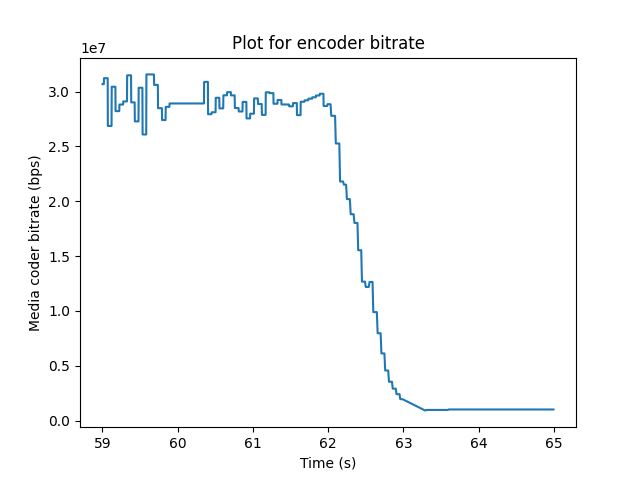 Plot for encoder bitrate
1e7
Media coder bitrate (bps)
3.0
2.5
2.0
1.5
1.0
0.5
0.0
59 60 61 62 63 64 65
Time (s)